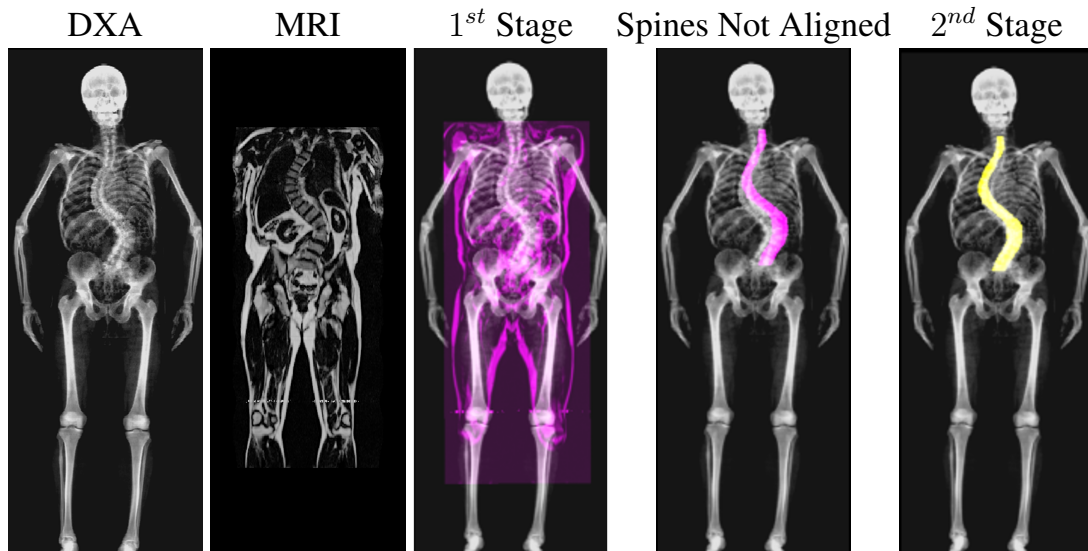 DXA
MRI
1st Stage
Spines Not Aligned
2nd Stage